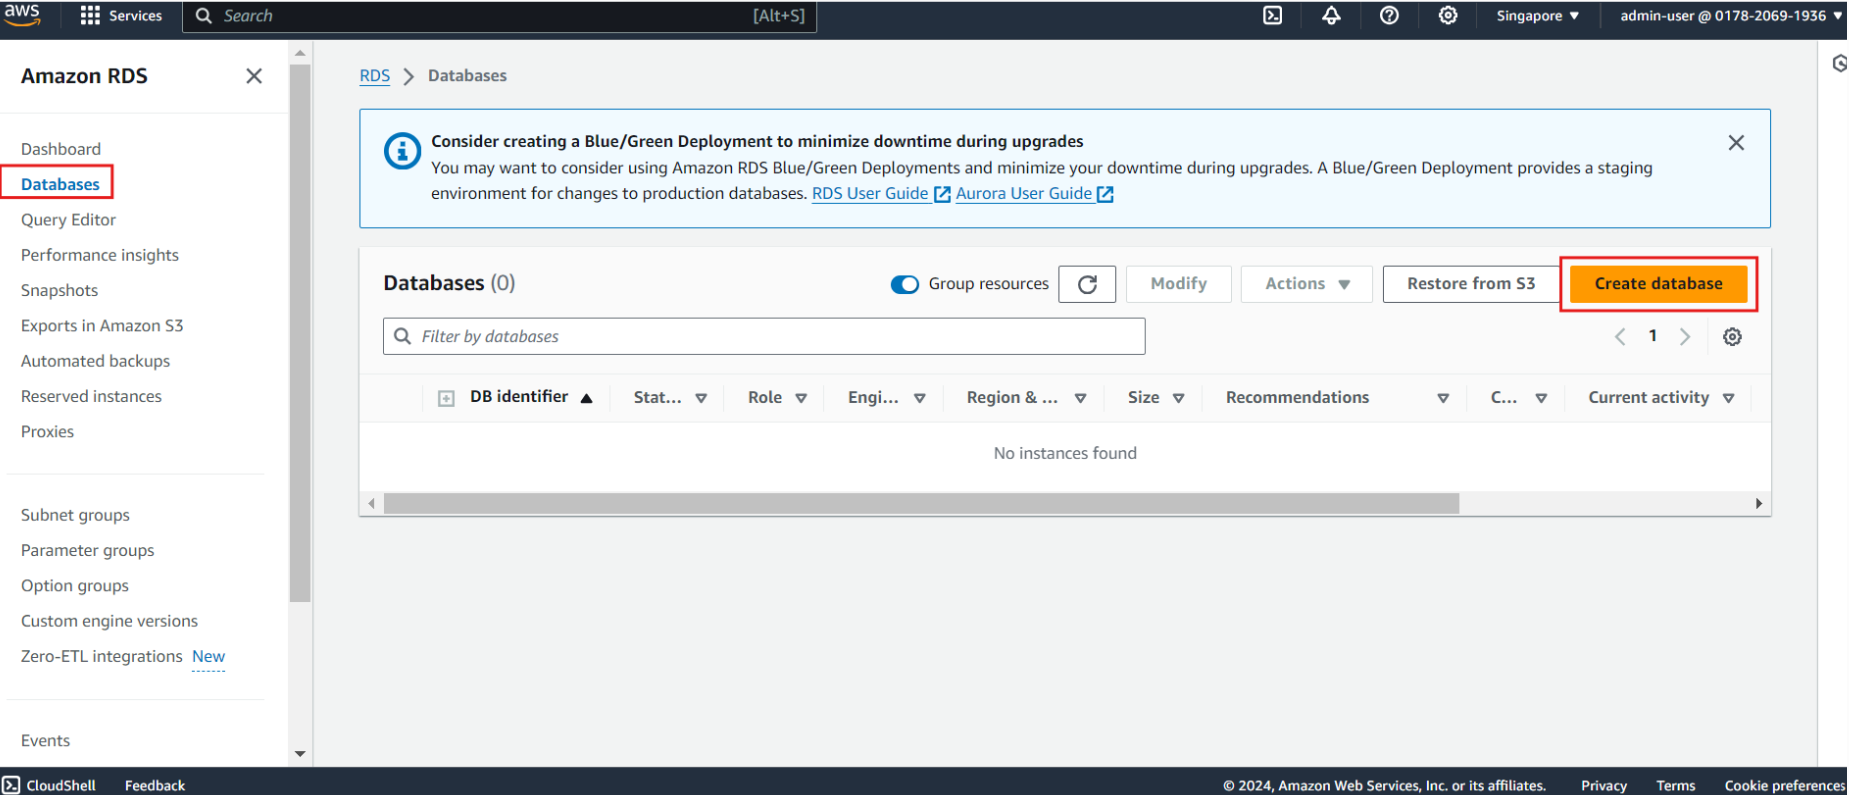 aws Services Search [Alt+S] Singapore ▼ admin-user @ 0178-2069-1936 ▼
Amazon RDS
Dashboard
Databases
Query Editor
Performance insights
Snapshots
Exports in Amazon S3
Automated backups
Reserved instances
Proxies
Subnet groups
Parameter groups
Option groups
Custom engine versions
Zero-ETL integrations New
Events
RDS > Databases
Consider creating a Blue/Green Deployment to minimize downtime during upgrades
You may want to consider using Amazon RDS Blue/Green Deployments and minimize your downtime during upgrades. A Blue/Green Deployment provides a staging
environment for changes to production databases. RDS User Guide Aurora User Guide
Databases (0) Group resources Modify Actions ▼ Restore from S3 Create database
Filter by databases 1
DB identifier Stat... Role Engi... Region & ... Size Recommendations C... Current activity
No instances found
CloudShell Feedback © 2024, Amazon Web Services, Inc. or its affiliates. Privacy Terms Cookie preferences